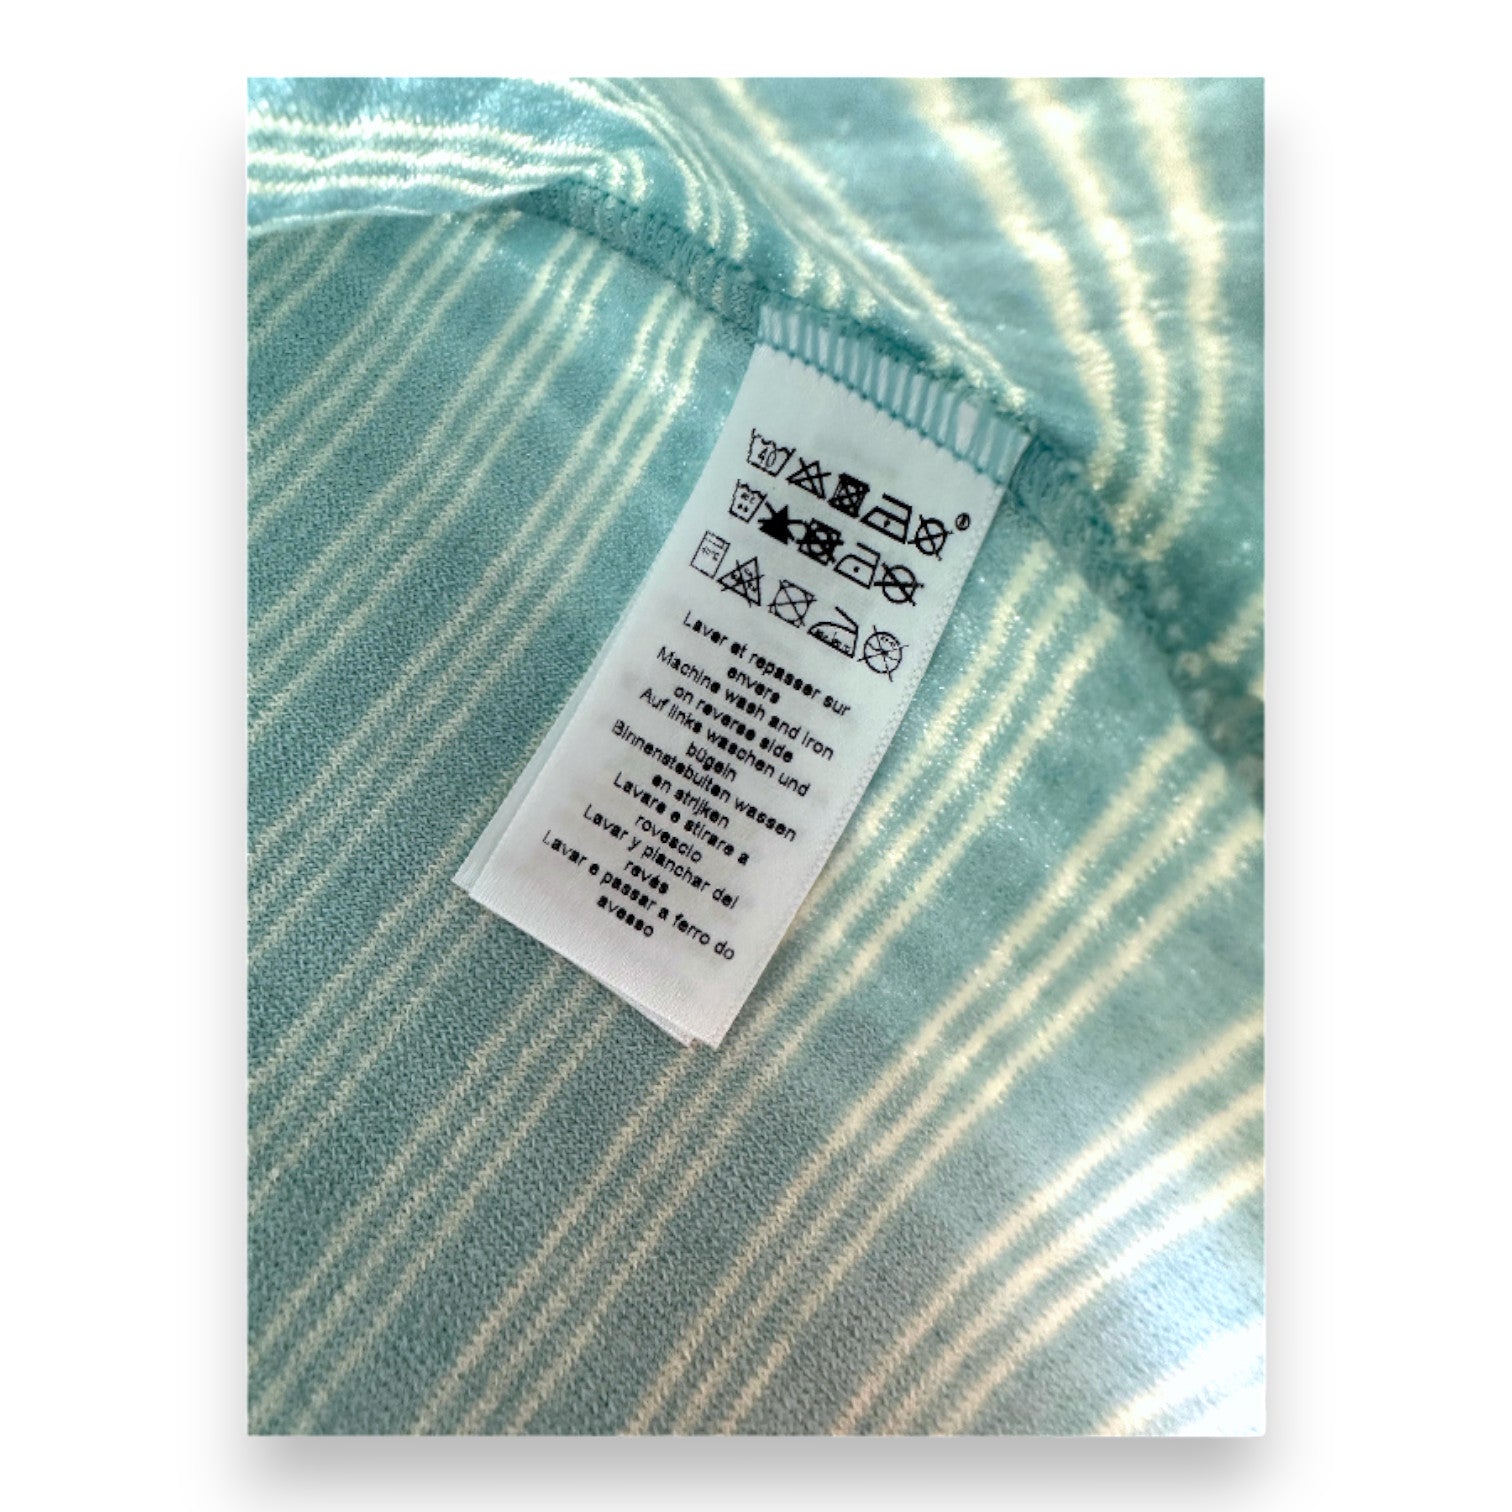 40
40°C
Laver et repasser sur
envers
Machine wash and iron
on reverse side
Auf links waschen und
bügeln
Binnenstebuiten wassen
en strijken
Lavare e stirare a
rovescio
Lavar y planchar del
revés
Lavar e passar a ferro do
avesso